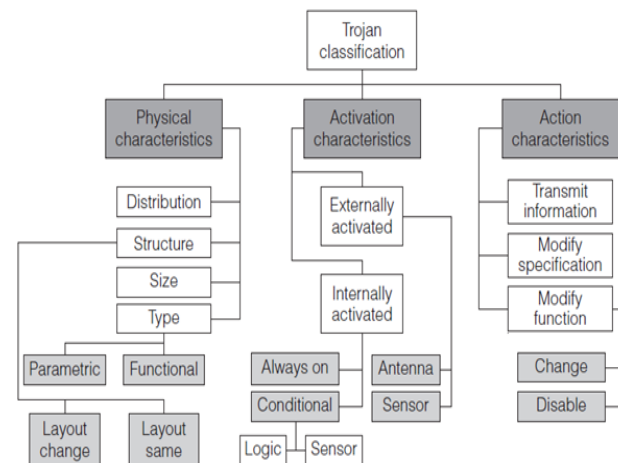 Trojan
classification
Physical
characteristics
Activation
characteristics
Action
characteristics
Distribution
Structure
Size
Type
Parametric
Functional
Layout
change
Layout
same
Externally
activated
Internally
activated
Always on
Conditional
Logic
Sensor
Antenna
Sensor
Transmit
information
Modify
specification
Modify
function
Change
Disable